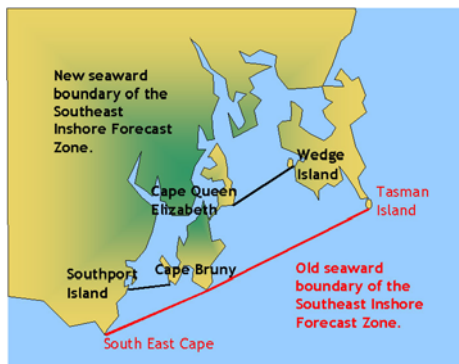 New seaward
boundary of the
Southeast
Inshore Forecast
Zone.
Wedge
Island
Cape Queen
Elizabeth
Tasman
Island
Southport
Island
Cape Bruny
Old seaward
boundary of the
Southeast Inshore
Forecast Zone.
South East Cape